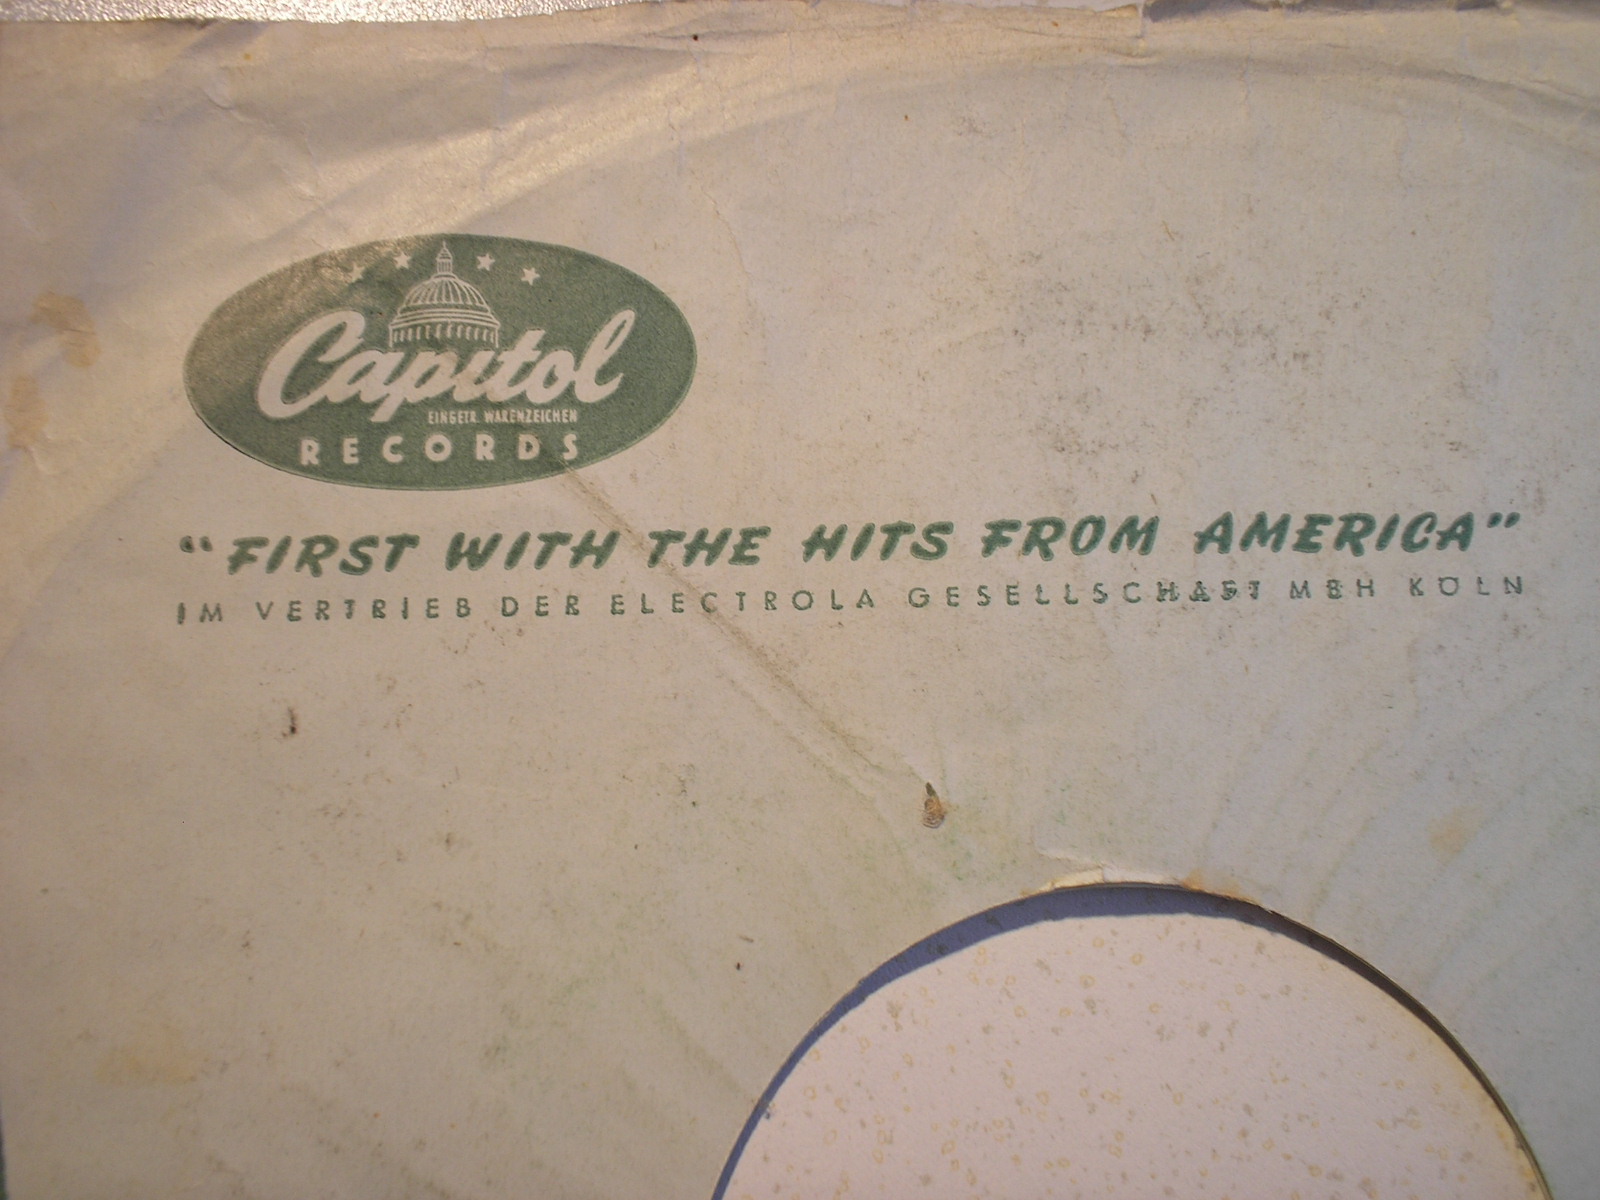 Capitol
EINGETR. WARENZEICHEN
RECORDS
“FIRST WITH THE HITS FROM AMERICA”
IM VERTRIEB DER ELECTROLA GESELLSCHAFT MBH KÖLN